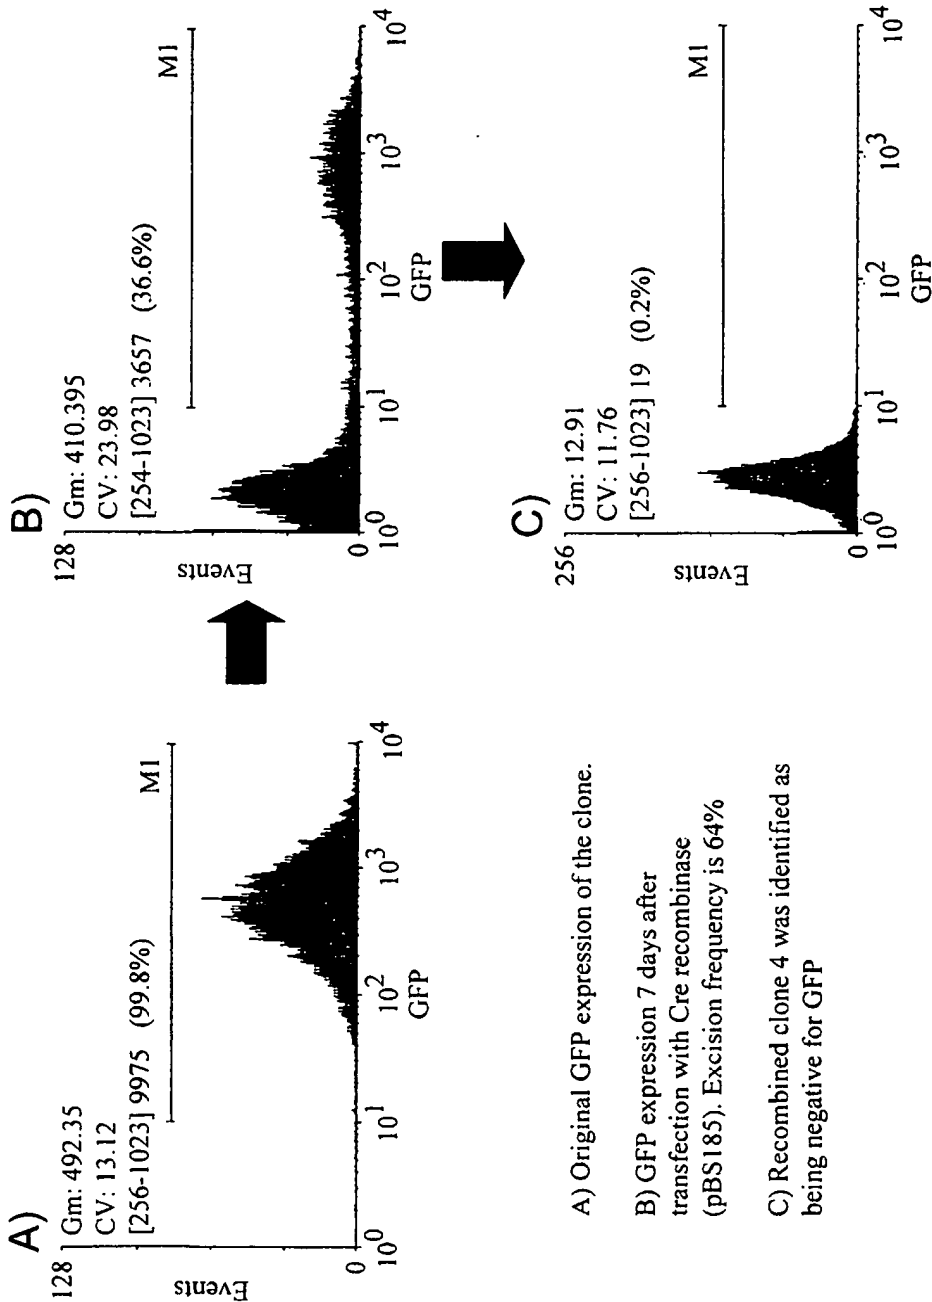 A)
128
Gm: 492.35
CV: 13.12
[256-1023] 9975 (99.8%)
M1
Events
0
10^0
10^1
10^2
10^3
10^4
GFP
B)
128
Gm: 410.395
CV: 23.98
[254-1023] 3657 (36.6%)
M1
Events
0
10^0
10^1
10^2
10^3
10^4
GFP
C)
256
Gm: 12.91
CV: 11.76
[256-1023] 19 (0.2%)
M1
Events
0
10^0
10^1
10^2
10^3
10^4
GFP
A) Original GFP expression of the clone.
B) GFP expression 7 days after
transfection with Cre recombinase
(pBS185). Excision frequency is 64%
C) Recombined clone 4 was identified as
being negative for GFP